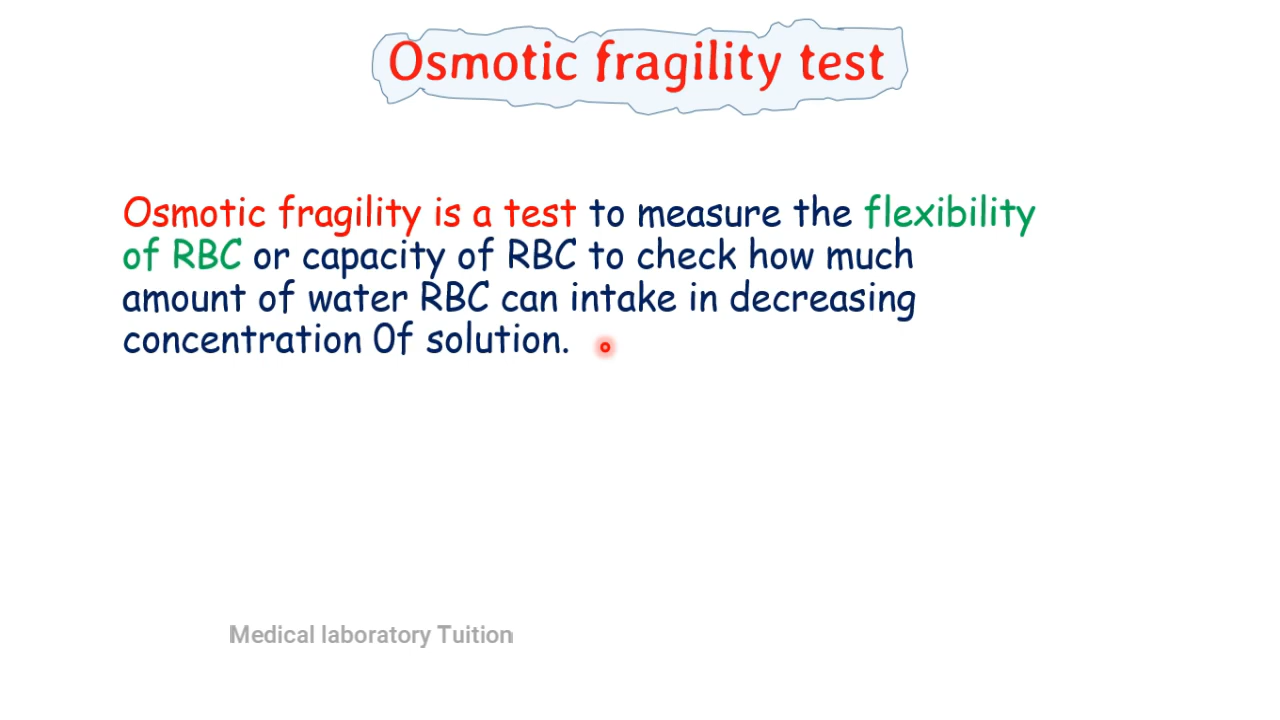 Osmotic fragility test
Osmotic fragility is a test to measure the flexibility
of RBC or capacity of RBC to check how much
amount of water RBC can intake in decreasing
concentration 0f solution.
Medical laboratory Tuition